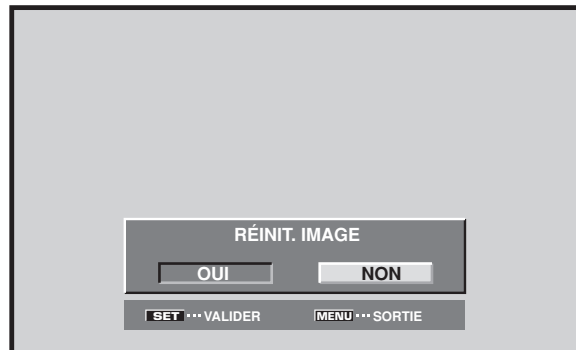 RÉINIT. IMAGE
OUI NON
SET ··· VALIDER MENU ··· SORTIE